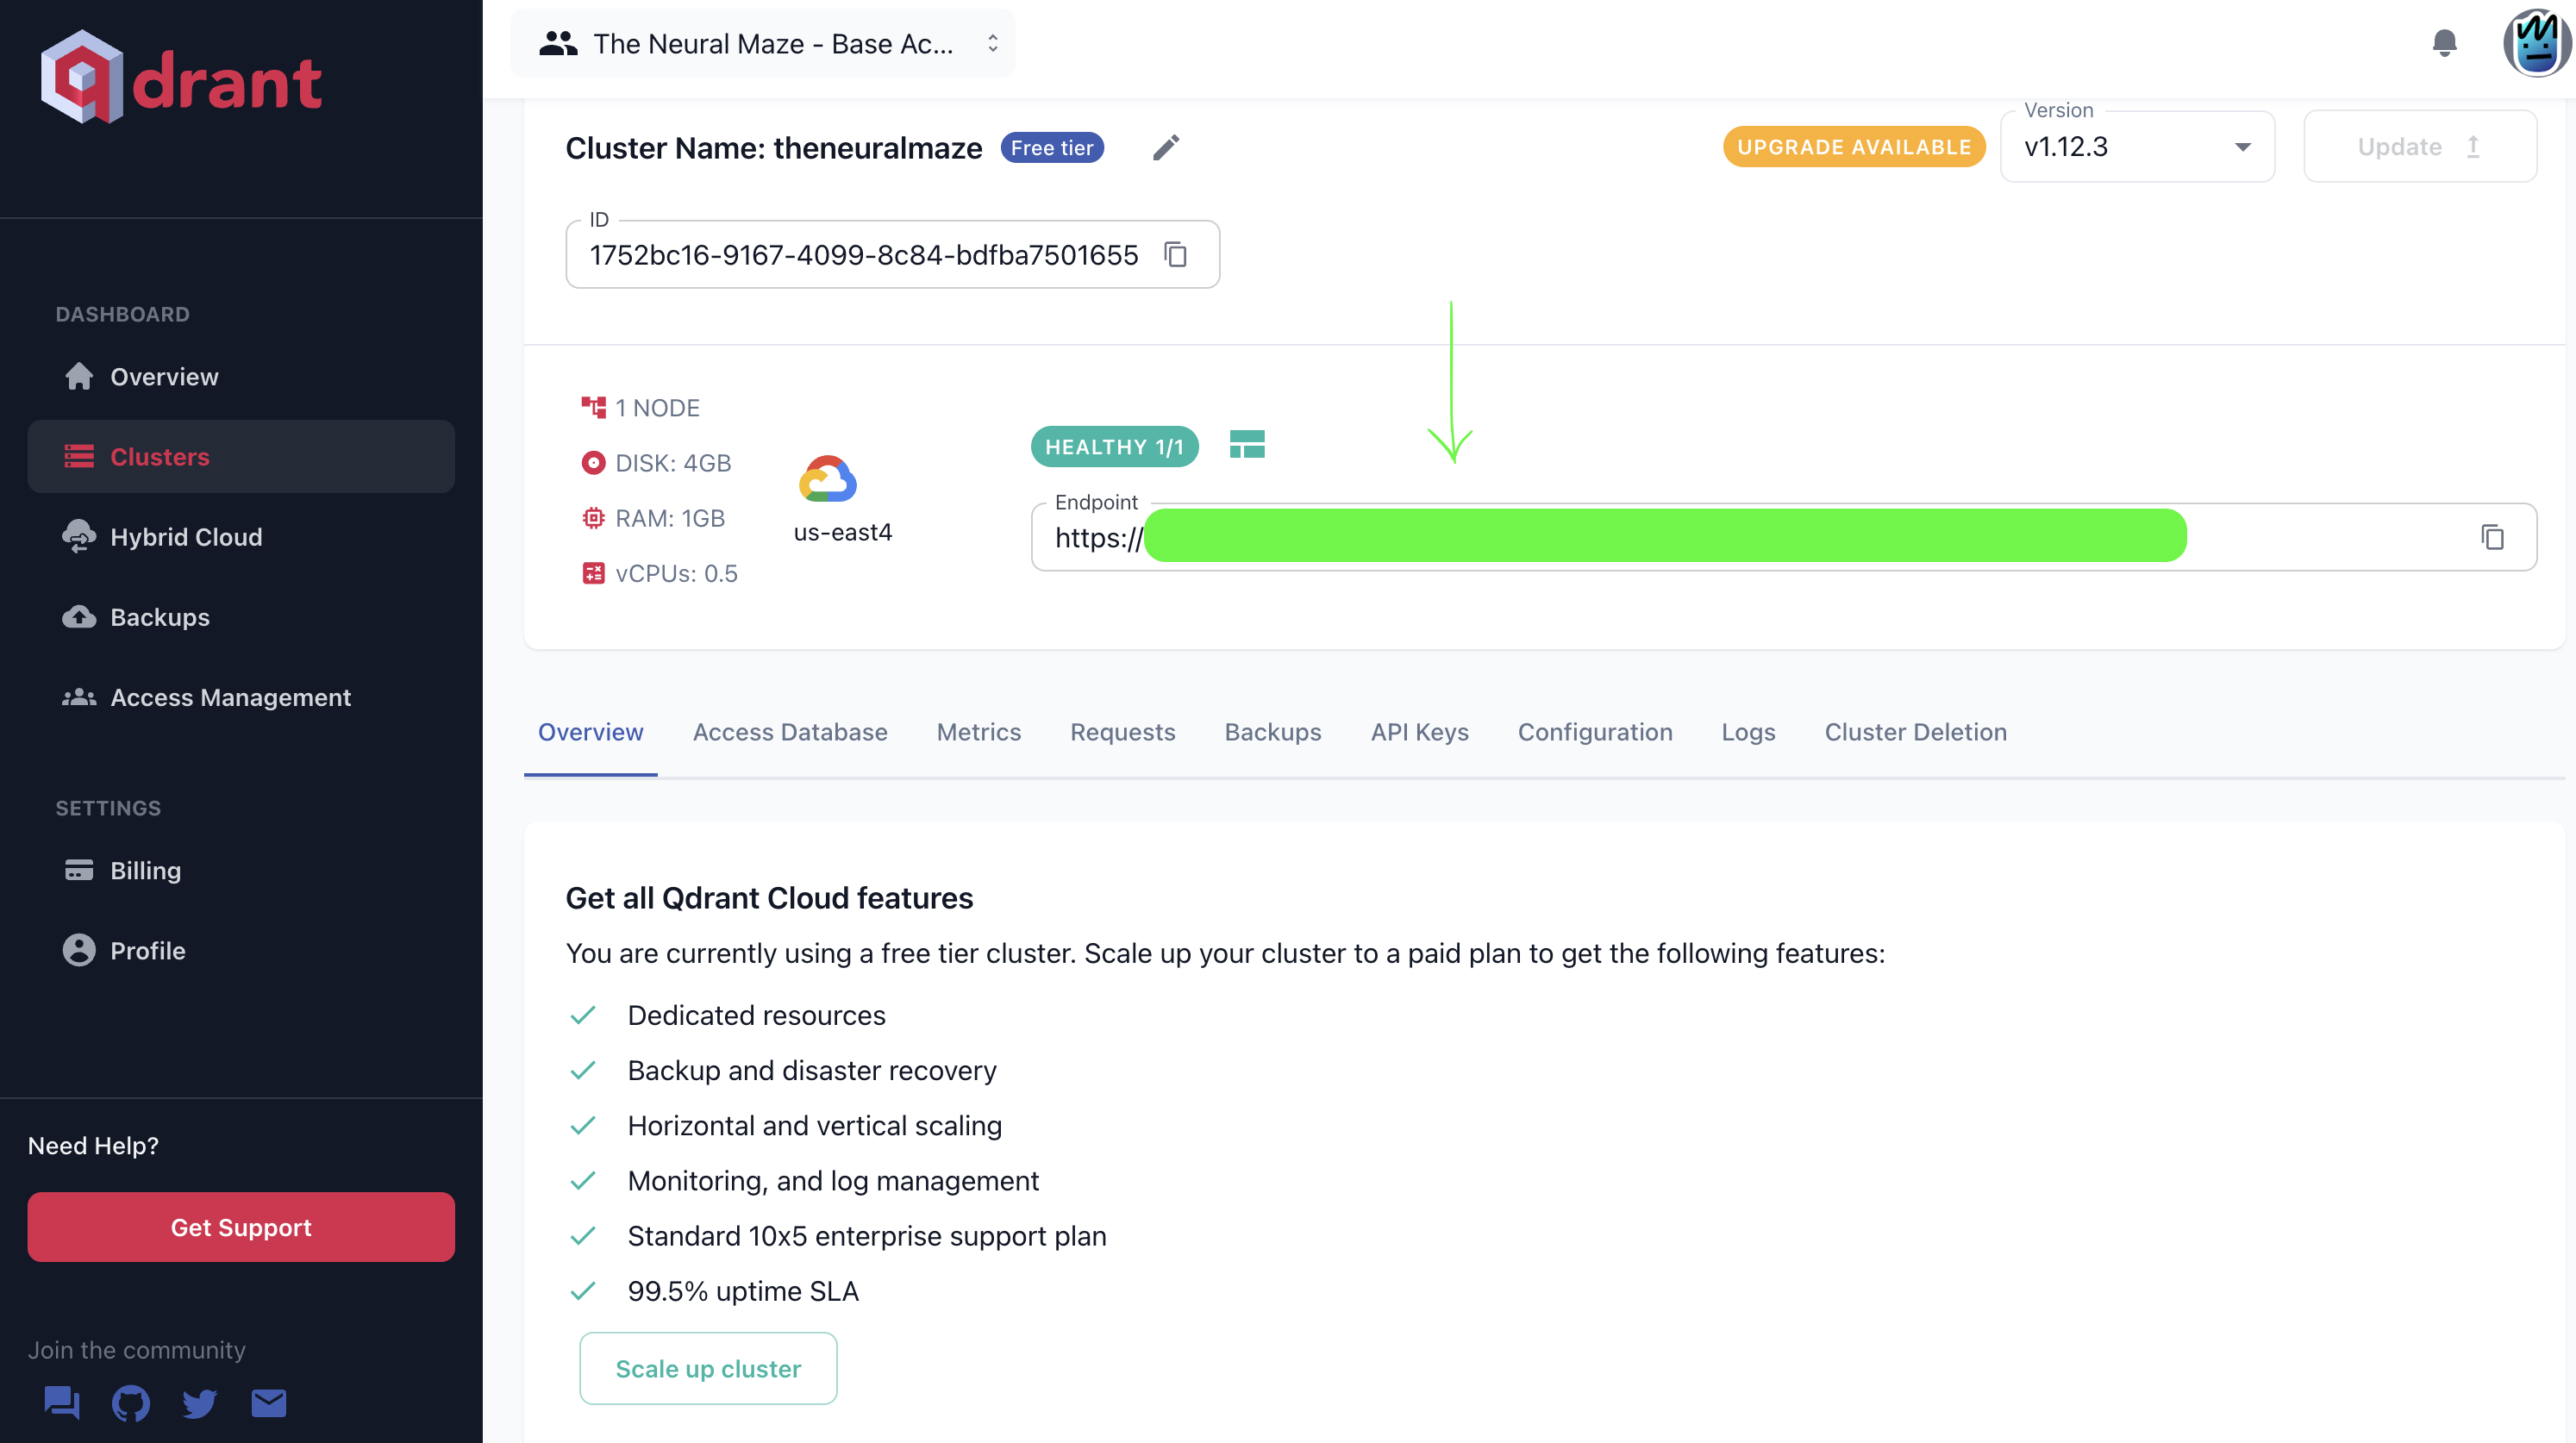 qdrant
The Neural Maze - Base Ac...
DASHBOARD
Overview
Clusters
Hybrid Cloud
Backups
Access Management
SETTINGS
Billing
Profile
Need Help?
Get Support
Join the community
Cluster Name: theneuralmaze
Free tier
UPGRADE AVAILABLE
Version
v1.12.3
Update
ID
1752bc16-9167-4099-8c84-bdfba7501655
1 NODE
DISK: 4GB
RAM: 1GB
vCPUs: 0.5
us-east4
HEALTHY 1/1
Endpoint
https://
Overview Access Database Metrics Requests Backups API Keys Configuration Logs Cluster Deletion
Get all Qdrant Cloud features
You are currently using a free tier cluster. Scale up your cluster to a paid plan to get the following features:
Dedicated resources
Backup and disaster recovery
Horizontal and vertical scaling
Monitoring, and log management
Standard 10x5 enterprise support plan
99.5% uptime SLA
Scale up cluster